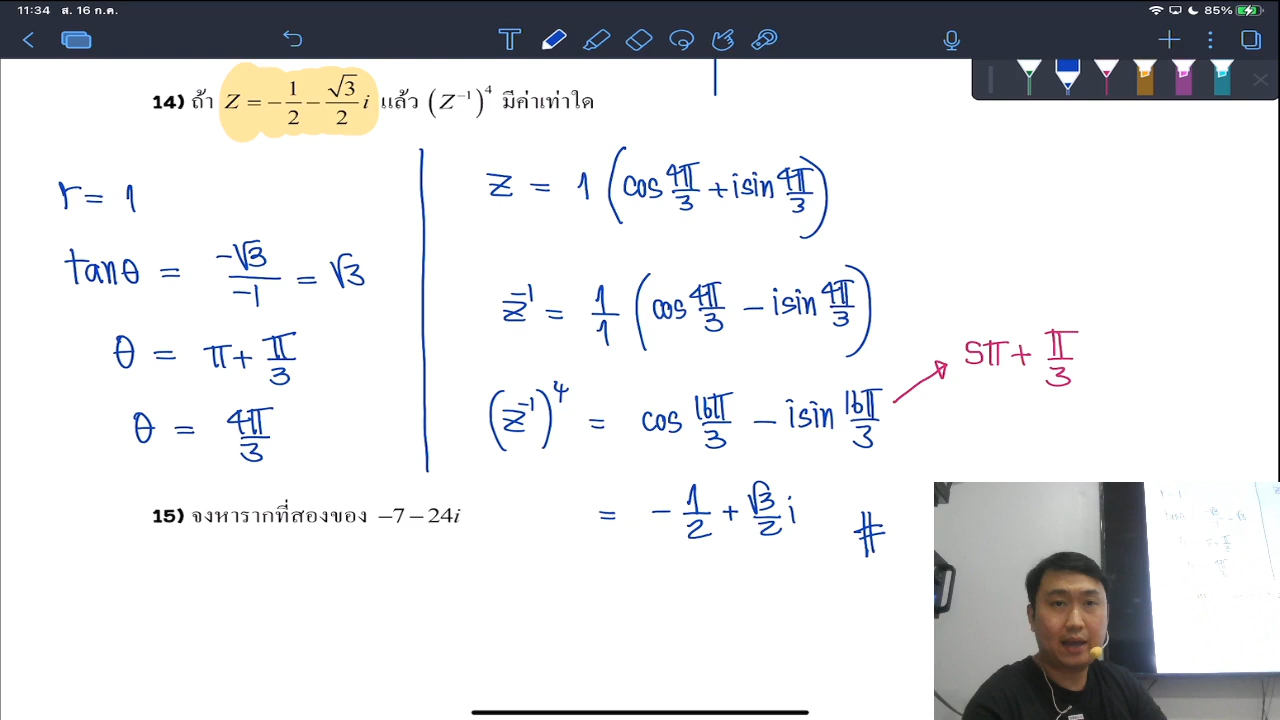 11:34 ส. 16 ก.ค. 85%
14) ถ้า Z = -1/2 - √3/2 i แล้ว (Z⁻¹)⁴ มีค่าเท่าใด
r = 1
tanθ = -√3/-1 = √3
θ = π + π/3
θ = 4π/3
Z = 1 (cos 4π/3 + i sin 4π/3)
Z⁻¹ = 1/1 (cos 4π/3 - i sin 4π/3)
(Z⁻¹)⁴ = cos 16π/3 - i sin 16π/3
5π + π/3
= -1/2 + √3/2 i #
15) จงหารากที่สองของ -7 - 24i